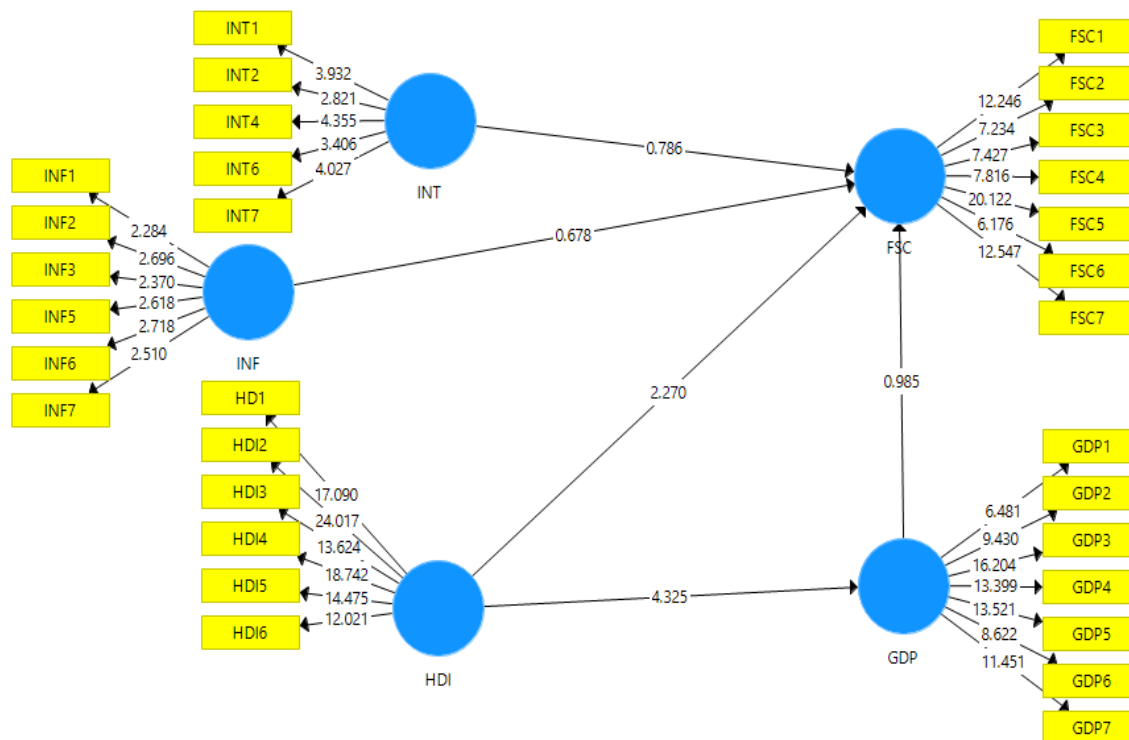 INT1
INT2
INT4
INT6
INT7
3.932
2.821
4.355
3.406
4.027
INT
INF1
INF2
INF3
INF5
INF6
INF7
2.284
2.696
2.370
2.618
2.718
2.510
INF
HD1
HDI2
HDI3
HDI4
HDI5
HDI6
17.090
24.017
13.624
18.742
14.475
12.021
HDI
0.786
0.678
2.270
0.985
4.325
FSC
12.246
7.234
7.427
7.816
20.122
6.176
12.547
FSC1
FSC2
FSC3
FSC4
FSC5
FSC6
FSC7
GDP
6.481
9.430
16.204
13.399
13.521
8.622
11.451
GDP1
GDP2
GDP3
GDP4
GDP5
GDP6
GDP7